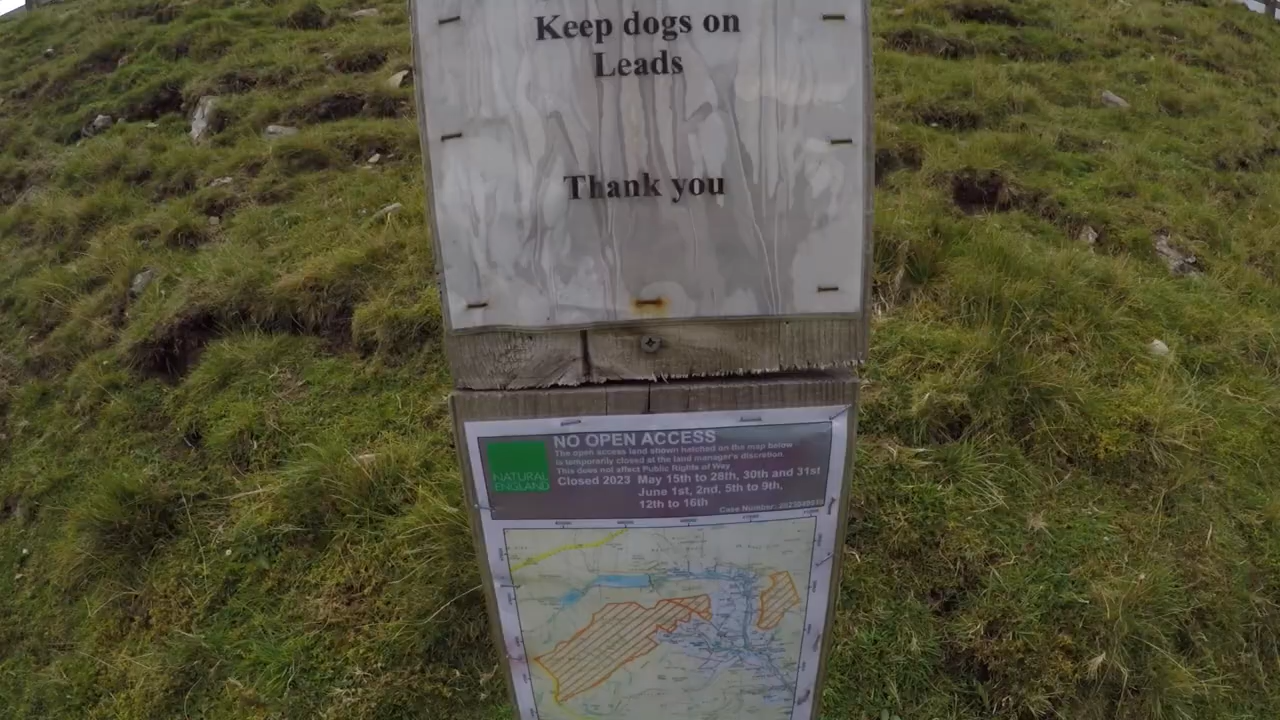 Keep dogs on
Leads
Thank you
NATURAL
ENGLAND
NO OPEN ACCESS
The open access land shown hatched on the map below
is temporarily closed at the land manager's discretion.
This does not affect Public Rights of Way
Closed 2023 May 15th to 28th, 30th and 31st
June 1st, 2nd, 5th to 9th,
12th to 16th
Case Number: